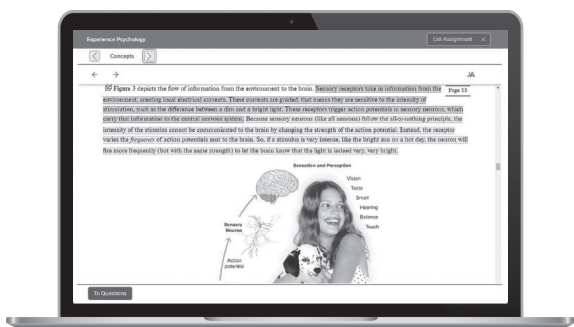 Experience Psychology
Exit Assignment ×
Concepts
JA
Figure 3 depicts the flow of information from the environment to the brain. Sensory receptors take in information from the
Page 88
environment, creating local electrical currents. These currents are graded; that means they are sensitive to the intensity of
stimulation, such as the difference between a dim and a bright light. These receptors trigger action potentials in sensory neurons, which
carry that information to the central nervous system. Because sensory neurons (like all neurons) follow the all-or-nothing principle, the
intensity of the stimulus cannot be communicated to the brain by changing the strength of the action potential. Instead, the receptor
varies the frequency of action potentials sent to the brain. So, if a stimulus is very intense, like the bright sun on a hot day, the neuron will
fire more frequently (but with the same strength) to let the brain know that the light is indeed very, very bright.
Sensation and Perception
Vision
Taste
Smell
Hearing
Balance
Touch
Sensory
Neuron
Action
potential
To Questions